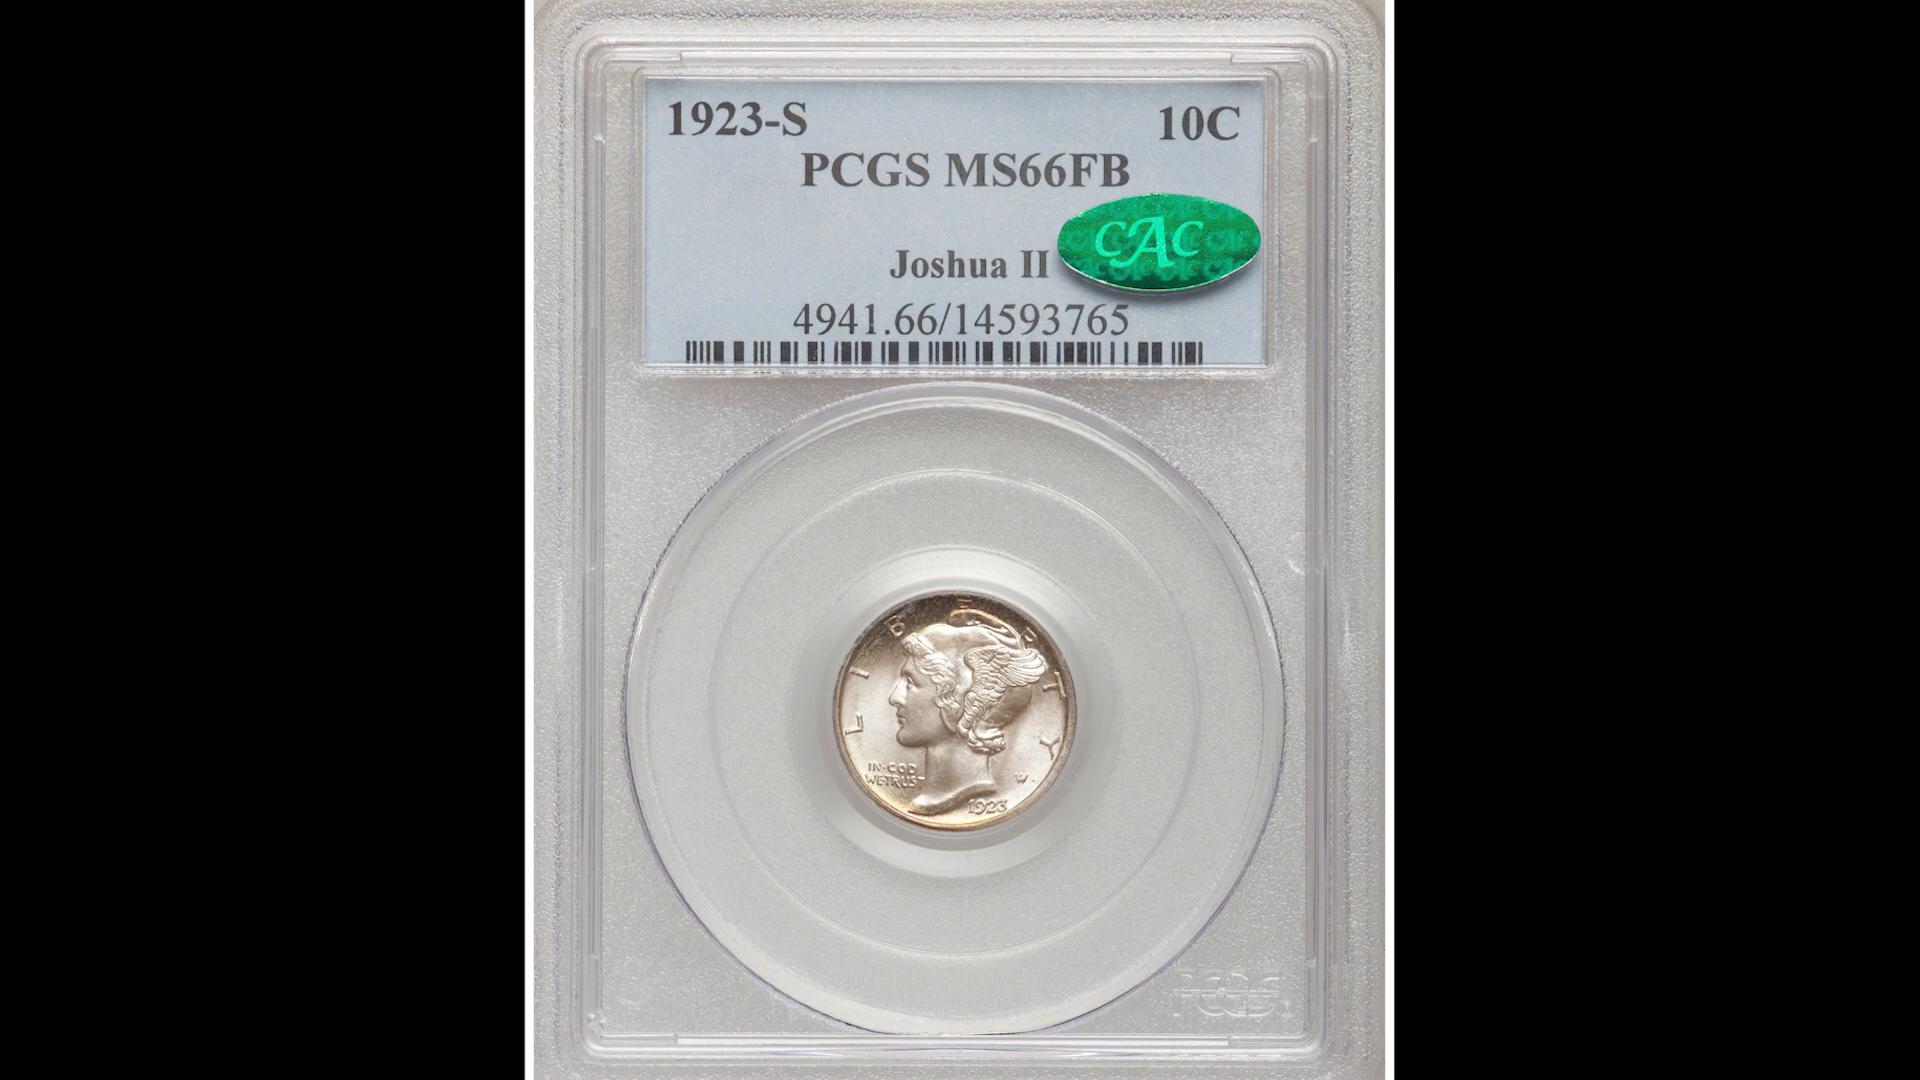 1923-S 10C
PCGS MS66FB
CAC
Joshua II
4941.66/14593765
LIBERTY
IN·GOD
WE·TRUST
1923
PCGS